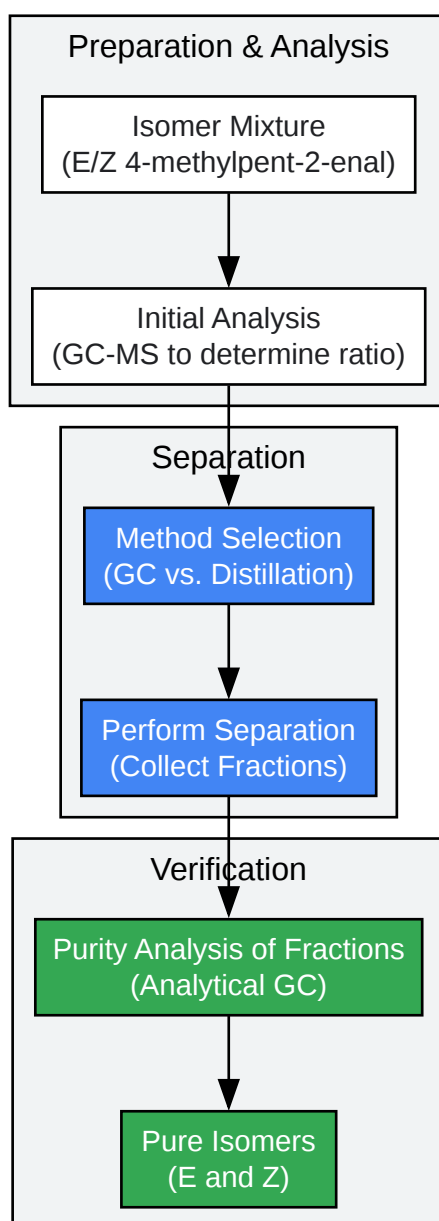 Preparation & Analysis
Isomer Mixture
(E/Z 4-methylpent-2-enal)
Initial Analysis
(GC-MS to determine ratio)
Separation
Method Selection
(GC vs. Distillation)
Perform Separation
(Collect Fractions)
Verification
Purity Analysis of Fractions
(Analytical GC)
Pure Isomers
(E and Z)